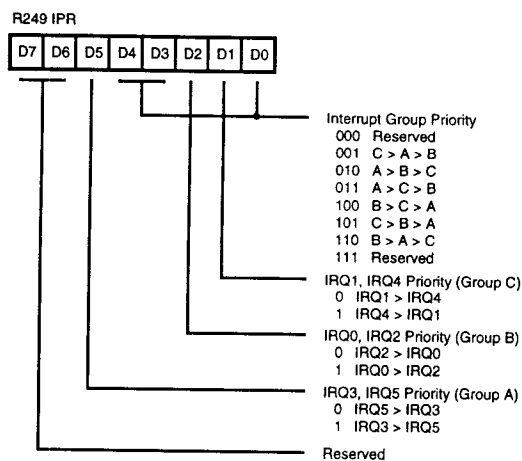 R249 IPR
D7 D6 D5 D4 D3 D2 D1 D0
Interrupt Group Priority
000 Reserved
001 C > A > B
010 A > B > C
011 A > C > B
100 B > C > A
101 C > B > A
110 B > A > C
111 Reserved
IRQ1, IRQ4 Priority (Group C)
0 IRQ1 > IRQ4
1 IRQ4 > IRQ1
IRQ0, IRQ2 Priority (Group B)
0 IRQ2 > IRQ0
1 IRQ0 > IRQ2
IRQ3, IRQ5 Priority (Group A)
0 IRQ5 > IRQ3
1 IRQ3 > IRQ5
Reserved